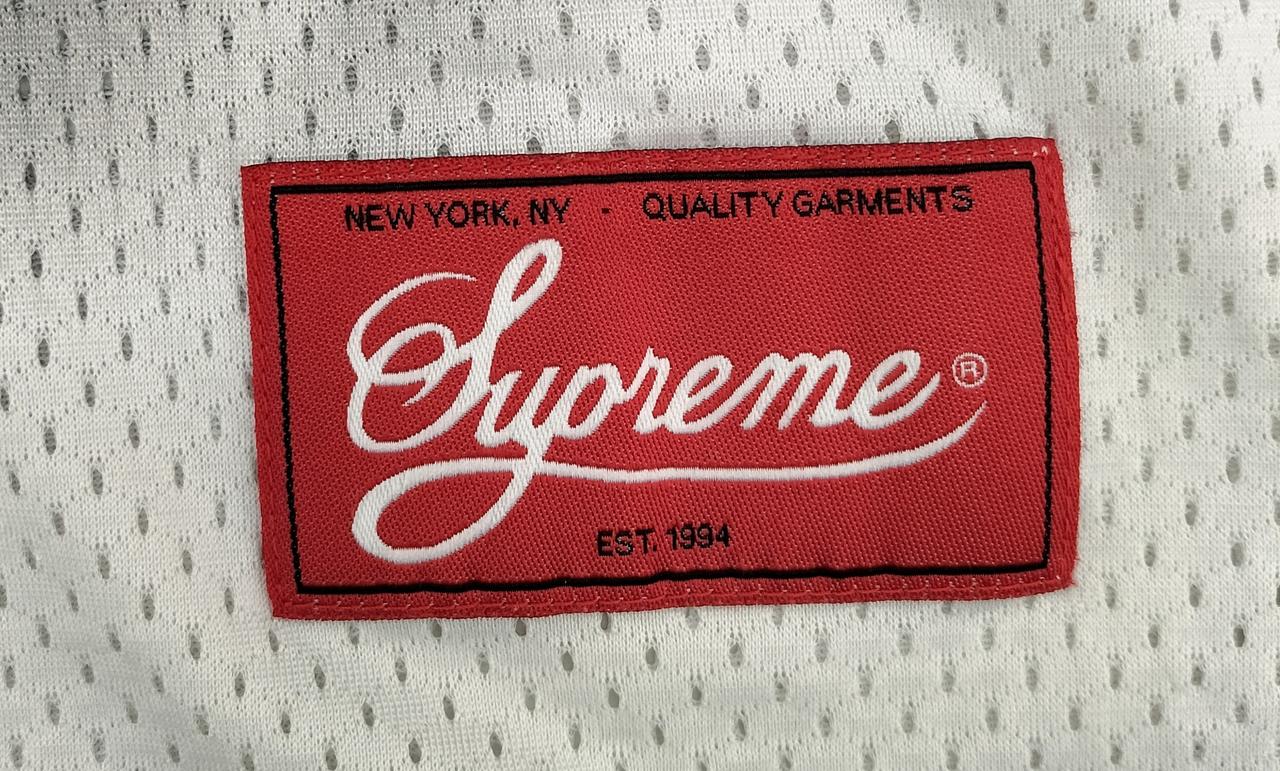 NEW YORK, NY - QUALITY GARMENTS
Supreme ®
EST. 1994